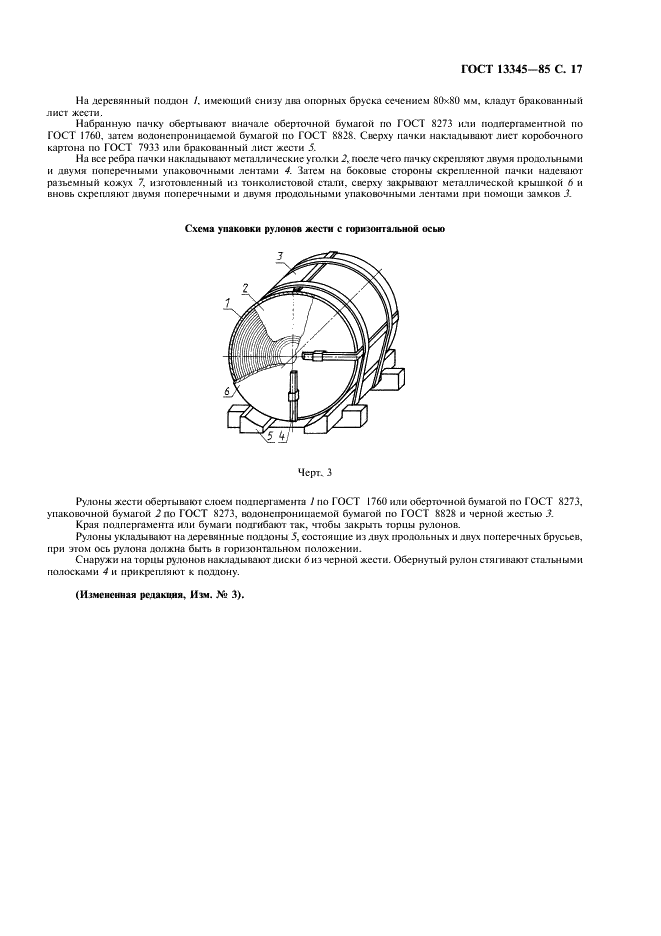 ГОСТ 13345—85 С. 17
На деревянный поддон 1, имеющий снизу два опорных бруска сечением 80×80 мм, кладут бракованный
лист жести.
Набранную пачку обертывают вначале оберточной бумагой по ГОСТ 8273 или подпергаментной по
ГОСТ 1760, затем водонепроницаемой бумагой по ГОСТ 8828. Сверху пачки накладывают лист коробочного
картона по ГОСТ 7933 или бракованный лист жести 5.
На все ребра пачки накладывают металлические уголки 2, после чего пачку скрепляют двумя продольными
и двумя поперечными упаковочными лентами 4. Затем на боковые стороны скрепленной пачки надевают
разъемный кожух 7, изготовленный из тонколистовой стали, сверху закрывают металлической крышкой 6 и
вновь скрепляют двумя поперечными и двумя продольными упаковочными лентами при помощи замков 3.
Схема упаковки рулонов жести с горизонтальной осью
3
2
1
6
5 4
Черт. 3
Рулоны жести обертывают слоем подпергамента 1 по ГОСТ 1760 или оберточной бумагой по ГОСТ 8273,
упаковочной бумагой 2 по ГОСТ 8273, водонепроницаемой бумагой по ГОСТ 8828 и черной жестью 3.
Края подпергамента или бумаги подгибают так, чтобы закрыть торцы рулонов.
Рулоны укладывают на деревянные поддоны 5, состоящие из двух продольных и двух поперечных брусьев,
при этом ось рулона должна быть в горизонтальном положении.
Снаружи на торцы рулонов накладывают диски 6 из черной жести. Обернутый рулон стягивают стальными
полосками 4 и прикрепляют к поддону.
(Измененная редакция, Изм. № 3).